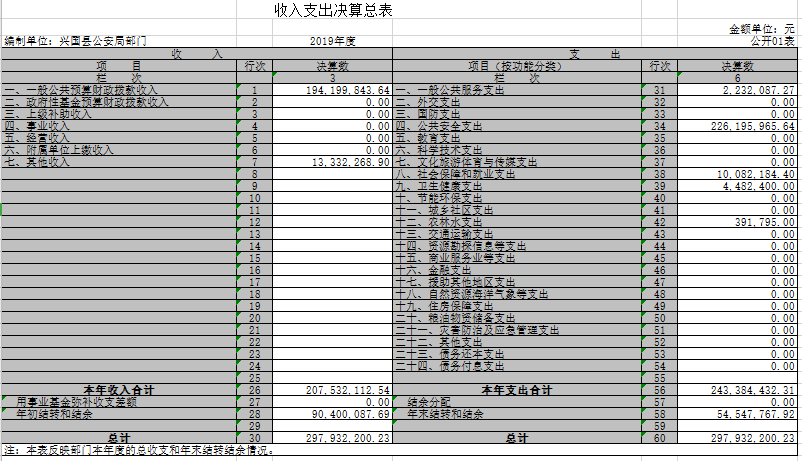 收入支出决算总表
金额单位：元
编制单位：兴国县公安局部门 2019年度 公开01表
收 入 支 出
项 目 行次 决算数 项目（按功能分类） 行次 决算数
栏 次 3 栏 次 6
一、一般公共预算财政拨款收入 1 194,199,843.64 一、一般公共服务支出 31 2,232,087.27
二、政府性基金预算财政拨款收入 2 0.00 二、外交支出 32 0.00
三、上级补助收入 3 0.00 三、国防支出 33 0.00
四、事业收入 4 0.00 四、公共安全支出 34 226,195,965.64
五、经营收入 5 0.00 五、教育支出 35 0.00
六、附属单位上缴收入 6 0.00 六、科学技术支出 36 0.00
七、其他收入 7 13,332,268.90 七、文化旅游体育与传媒支出 37 0.00
8 八、社会保障和就业支出 38 10,082,184.40
9 九、卫生健康支出 39 4,482,400.00
10 十、节能环保支出 40 0.00
11 十一、城乡社区支出 41 0.00
12 十二、农林水支出 42 391,795.00
13 十三、交通运输支出 43 0.00
14 十四、资源勘探信息等支出 44 0.00
15 十五、商业服务业等支出 45 0.00
16 十六、金融支出 46 0.00
17 十七、援助其他地区支出 47 0.00
18 十八、自然资源海洋气象等支出 48 0.00
19 十九、住房保障支出 49 0.00
20 二十、粮油物资储备支出 50 0.00
21 二十一、灾害防治及应急管理支出 51 0.00
22 二十二、其他支出 52 0.00
23 二十三、债务还本支出 53 0.00
24 二十四、债务付息支出 54 0.00
25 55
本年收入合计 26 207,532,112.54 本年支出合计 56 243,384,432.31
用事业基金弥补收支差额 27 0.00 结余分配 57 0.00
年初结转和结余 28 90,400,087.69 年末结转和结余 58 54,547,767.92
29 59
总计 30 297,932,200.23 总计 60 297,932,200.23
注：本表反映部门本年度的总收支和年末结转结余情况。